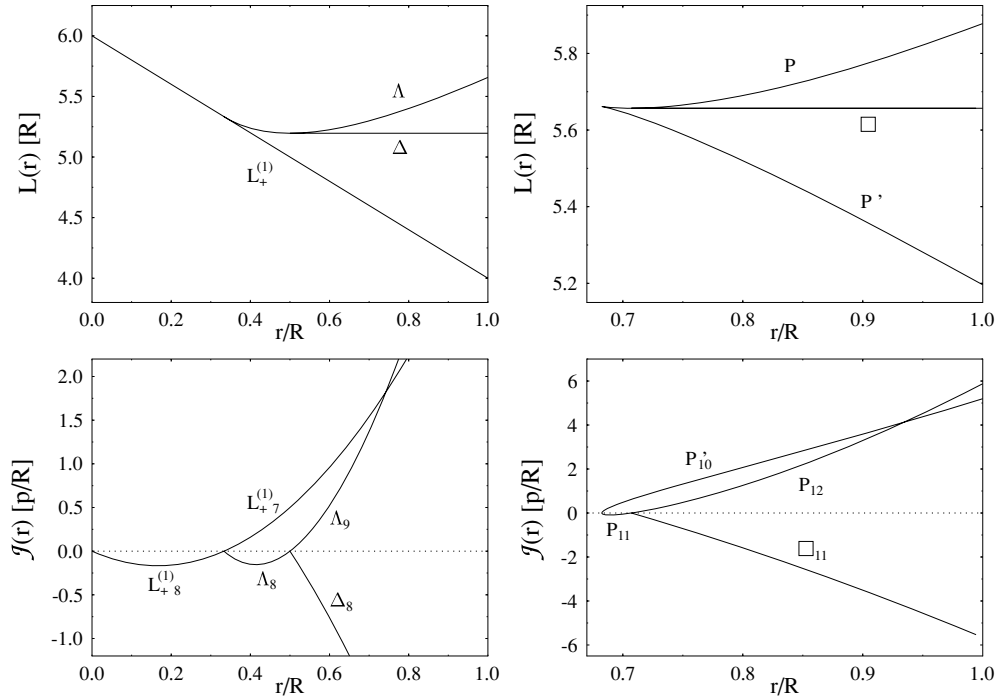 L(r) [R]
6.0
5.5
5.0
4.5
4.0
Λ
Δ
L₊⁽¹⁾
0.0 0.2 0.4 0.6 0.8 1.0
r/R
L(r) [R]
5.8
5.6
5.4
5.2
P
□
P'
0.7 0.8 0.9 1.0
r/R
𝒥(r) [p/R]
2.0
1.5
1.0
0.5
0.0
-0.5
-1.0
L₊⁽¹⁾₇
Λ₉
L₊⁽¹⁾₈
Λ₈
Δ₈
0.0 0.2 0.4 0.6 0.8 1.0
r/R
𝒥(r) [p/R]
6
4
2
0
-2
-4
-6
P'₁₀
P₁₂
P₁₁
□₁₁
0.7 0.8 0.9 1.0
r/R